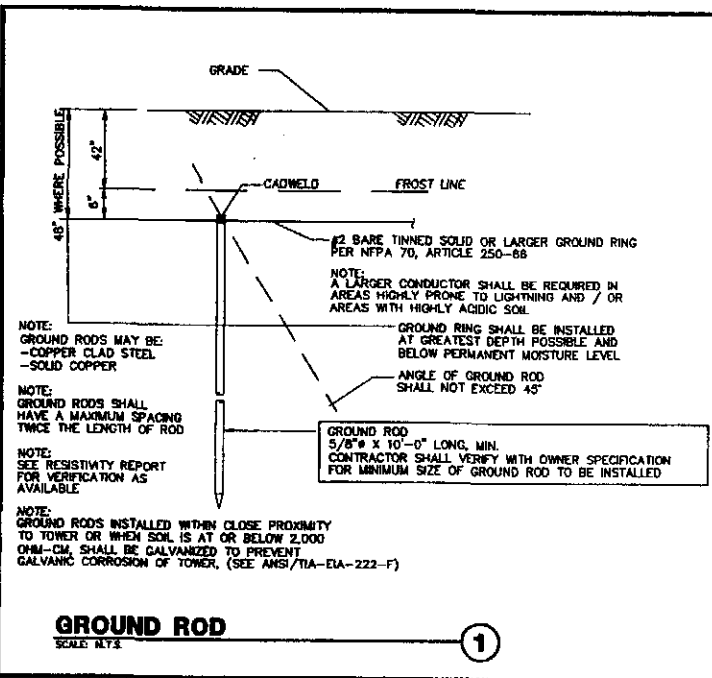 GRADE
48" WHERE POSSIBLE
42"
6"
CADWELD
FROST LINE
#2 BARE TINNED SOLID OR LARGER GROUND RING
PER NFPA 70, ARTICLE 250-66
NOTE:
A LARGER CONDUCTOR SHALL BE REQUIRED IN
AREAS HIGHLY PRONE TO LIGHTNING AND / OR
AREAS WITH HIGHLY ACIDIC SOIL
GROUND RING SHALL BE INSTALLED
AT GREATEST DEPTH POSSIBLE AND
BELOW PERMANENT MOISTURE LEVEL
ANGLE OF GROUND ROD
SHALL NOT EXCEED 45°
NOTE:
GROUND RODS MAY BE:
-COPPER CLAD STEEL
-SOLID COPPER
NOTE:
GROUND RODS SHALL
HAVE A MAXIMUM SPACING
TWICE THE LENGTH OF ROD
NOTE:
SEE RESISTIVITY REPORT
FOR VERIFICATION AS
AVAILABLE
GROUND ROD
5/8"ø X 10'-0" LONG, MIN.
CONTRACTOR SHALL VERIFY WITH OWNER SPECIFICATION
FOR MINIMUM SIZE OF GROUND ROD TO BE INSTALLED
NOTE:
GROUND RODS INSTALLED WITHIN CLOSE PROXIMITY
TO TOWER OR WHEN SOIL IS AT OR BELOW 2,000
OHM-CM, SHALL BE GALVANIZED TO PREVENT
GALVANIC CORROSION OF TOWER, (SEE ANSI/TIA-EIA-222-F)
GROUND ROD
SCALE: N.T.S.
1